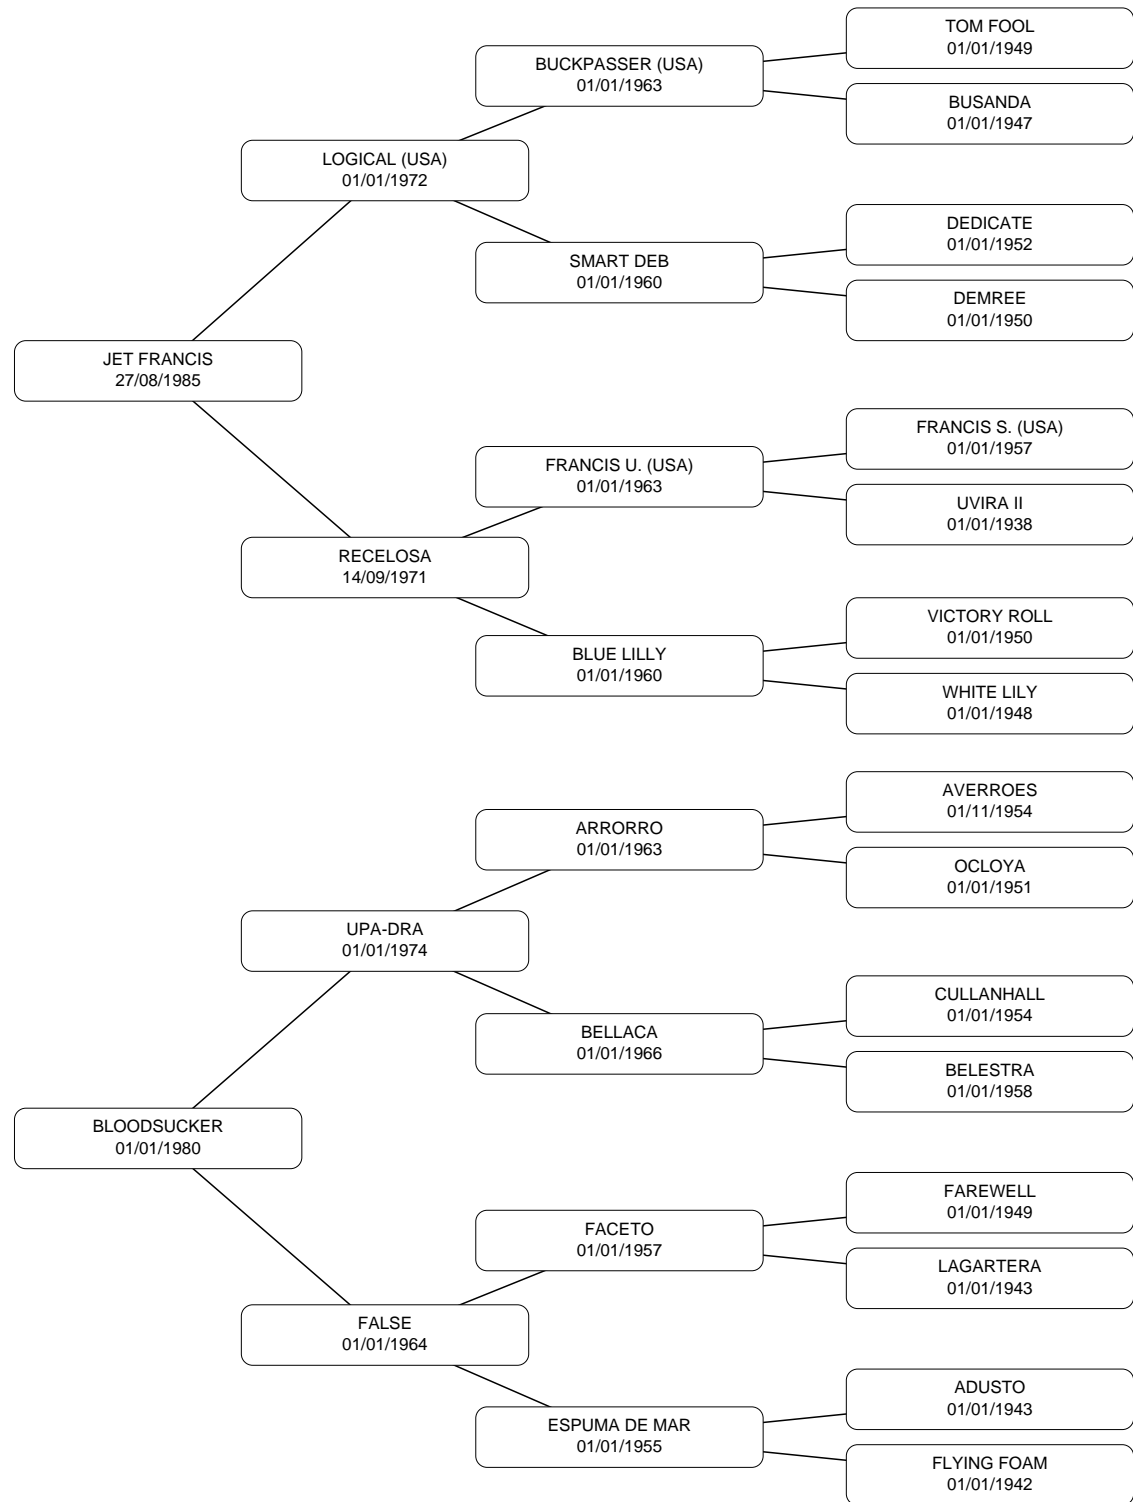 TOM FOOL
01/01/1949
BUCKPASSER (USA)
01/01/1963
BUSANDA
01/01/1947
LOGICAL (USA)
01/01/1972
DEDICATE
01/01/1952
SMART DEB
01/01/1960
DEMREE
01/01/1950
JET FRANCIS
27/08/1985
FRANCIS S. (USA)
01/01/1957
FRANCIS U. (USA)
01/01/1963
UVIRA II
01/01/1938
RECELOSA
14/09/1971
VICTORY ROLL
01/01/1950
BLUE LILLY
01/01/1960
WHITE LILY
01/01/1948
AVERROES
01/11/1954
ARRORRO
01/01/1963
OCLOYA
01/01/1951
UPA-DRA
01/01/1974
CULLANHALL
01/01/1954
BELLACA
01/01/1966
BELESTRA
01/01/1958
BLOODSUCKER
01/01/1980
FAREWELL
01/01/1949
FACETO
01/01/1957
LAGARTERA
01/01/1943
FALSE
01/01/1964
ADUSTO
01/01/1943
ESPUMA DE MAR
01/01/1955
FLYING FOAM
01/01/1942